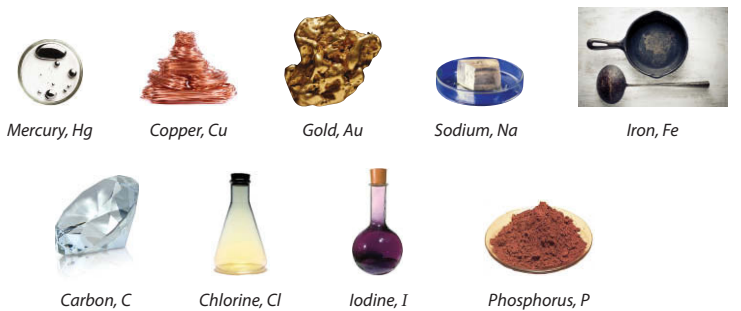 Mercury, Hg
Copper, Cu
Gold, Au
Sodium, Na
Iron, Fe
Carbon, C
Chlorine, Cl
Iodine, I
Phosphorus, P